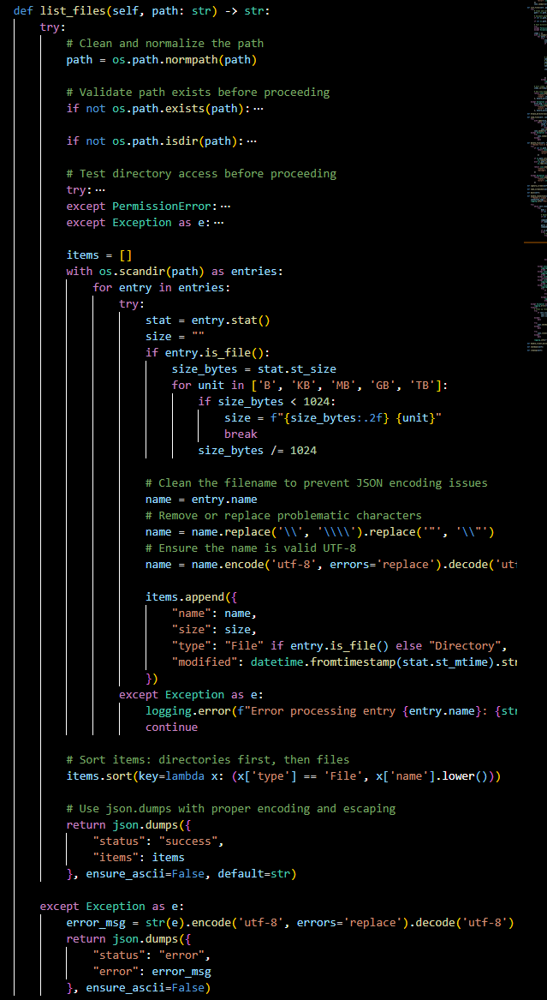 def list_files(self, path: str) -> str:
try:
# Clean and normalize the path
path = os.path.normpath(path)
# Validate path exists before proceeding
if not os.path.exists(path):···
if not os.path.isdir(path):···
# Test directory access before proceeding
try:···
except PermissionError:···
except Exception as e:···
items = []
with os.scandir(path) as entries:
for entry in entries:
try:
stat = entry.stat()
size = ""
if entry.is_file():
size_bytes = stat.st_size
for unit in ['B', 'KB', 'MB', 'GB', 'TB']:
if size_bytes < 1024:
size = f"{size_bytes:.2f} {unit}"
break
size_bytes /= 1024
# Clean the filename to prevent JSON encoding issues
name = entry.name
# Remove or replace problematic characters
name = name.replace('\\', '\\\\').replace('"', '\\"')
# Ensure the name is valid UTF-8
name = name.encode('utf-8', errors='replace').decode('ut
items.append({
"name": name,
"size": size,
"type": "File" if entry.is_file() else "Directory",
"modified": datetime.fromtimestamp(stat.st_mtime).str
})
except Exception as e:
logging.error(f"Error processing entry {entry.name}: {str
continue
# Sort items: directories first, then files
items.sort(key=lambda x: (x['type'] == 'File', x['name'].lower()))
# Use json.dumps with proper encoding and escaping
return json.dumps({
"status": "success",
"items": items
}, ensure_ascii=False, default=str)
except Exception as e:
error_msg = str(e).encode('utf-8', errors='replace').decode('utf-8')
return json.dumps({
"status": "error",
"error": error_msg
}, ensure_ascii=False)